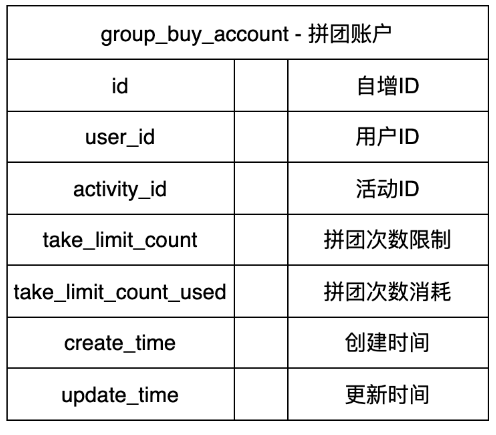 group_buy_account - 拼团账户
id 自增ID
user_id 用户ID
activity_id 活动ID
take_limit_count 拼团次数限制
take_limit_count_used 拼团次数消耗
create_time 创建时间
update_time 更新时间